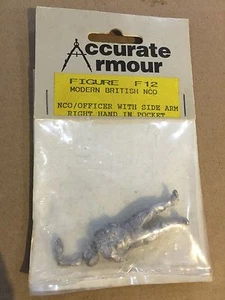 Accurate
Armour
FIGURE F12
MODERN BRITISH NCO
NCO/OFFICER WITH SIDE ARM
RIGHT HAND IN POCKET